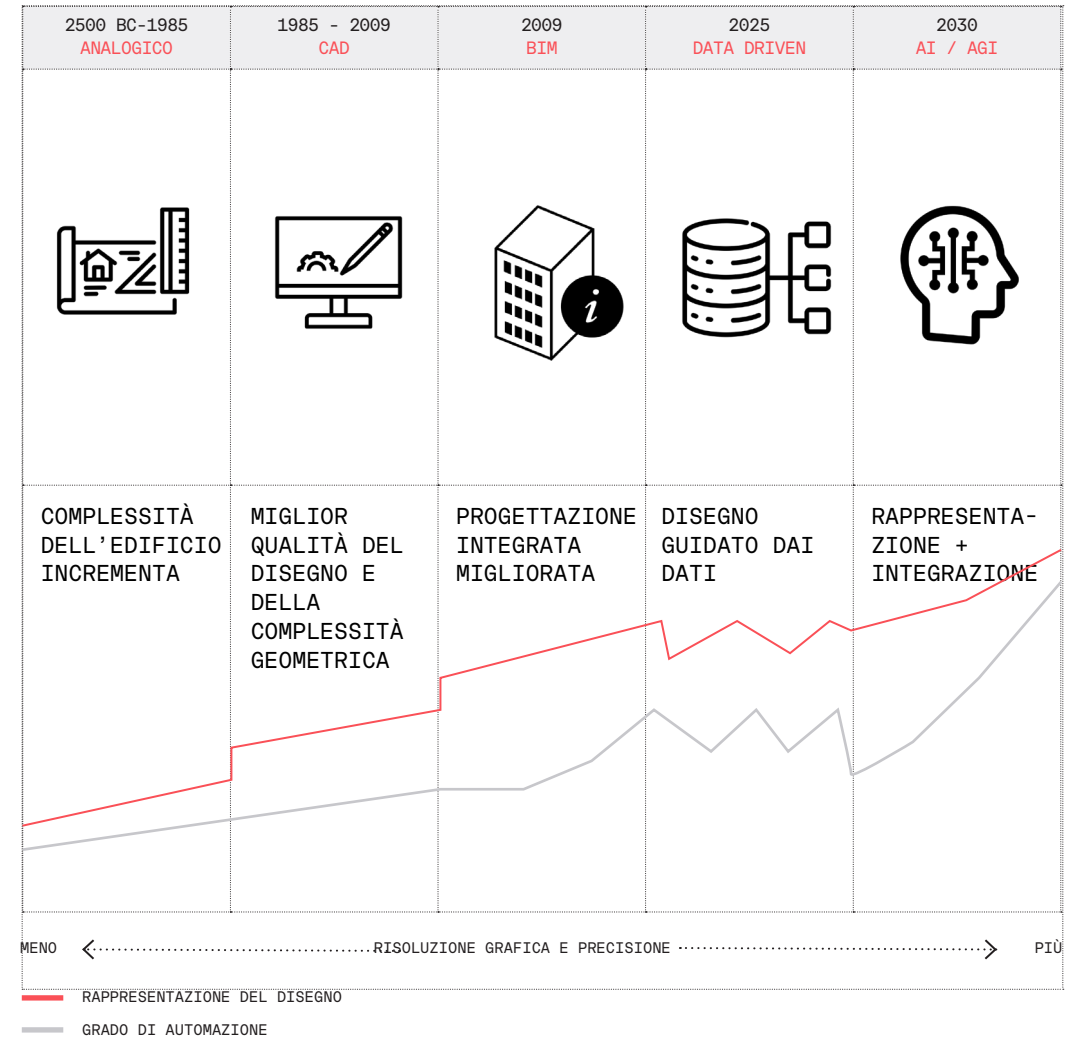 2500 BC-1985
ANALOGICO
1985 - 2009
CAD
2009
BIM
2025
DATA DRIVEN
2030
AI / AGI
i
COMPLESSITÀ
DELL'EDIFICIO
INCREMENTA
MIGLIOR
QUALITÀ DEL
DISEGNO E
DELLA
COMPLESSITÀ
GEOMETRICA
PROGETTAZIONE
INTEGRATA
MIGLIORATA
DISEGNO
GUIDATO DAI
DATI
RAPPRESENTA-
ZIONE +
INTEGRAZIONE
MENO
RISOLUZIONE GRAFICA E PRECISIONE
PIÙ
RAPPRESENTAZIONE DEL DISEGNO
GRADO DI AUTOMAZIONE